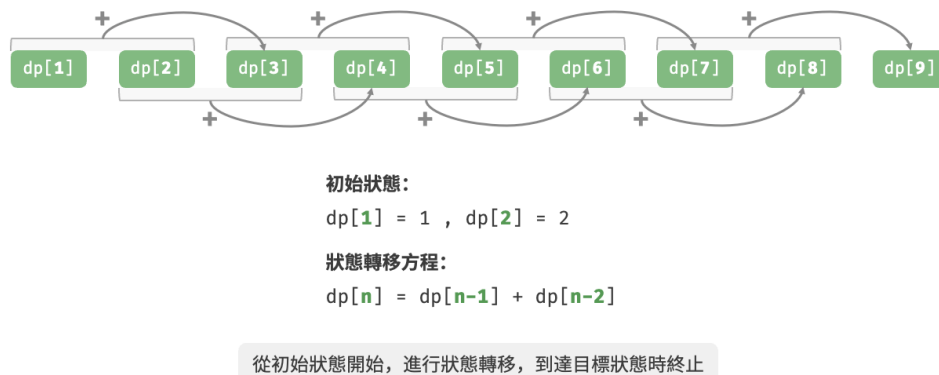 + + + +
dp[1] dp[2] dp[3] dp[4] dp[5] dp[6] dp[7] dp[8] dp[9]
+ + +
初始狀態：
dp[1] = 1 , dp[2] = 2
狀態轉移方程：
dp[n] = dp[n-1] + dp[n-2]
從初始狀態開始，進行狀態轉移，到達目標狀態時終止